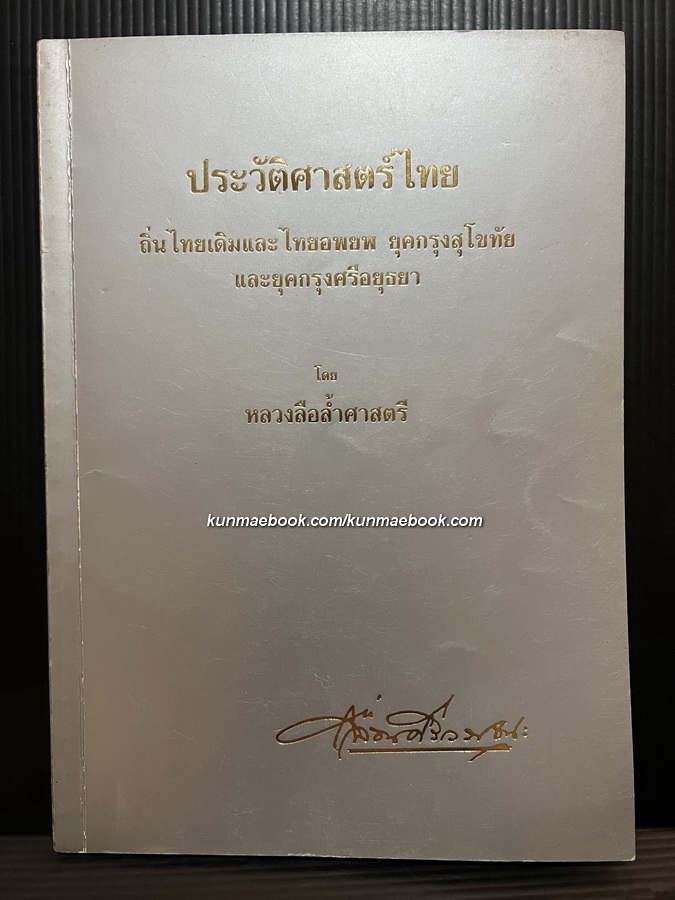 ประวัติศาสตร์ไทย
ถิ่นไทยเดิมและไทยอพยพ ยุคกรุงสุโขทัย
และยุคกรุงศรีอยุธยา
โดย
หลวงลือล้ำศาสตรี
kunmaebook.com/kunmaebook.com